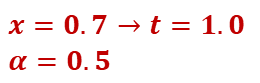 x = 0.7 → t = 1.0
α = 0.5